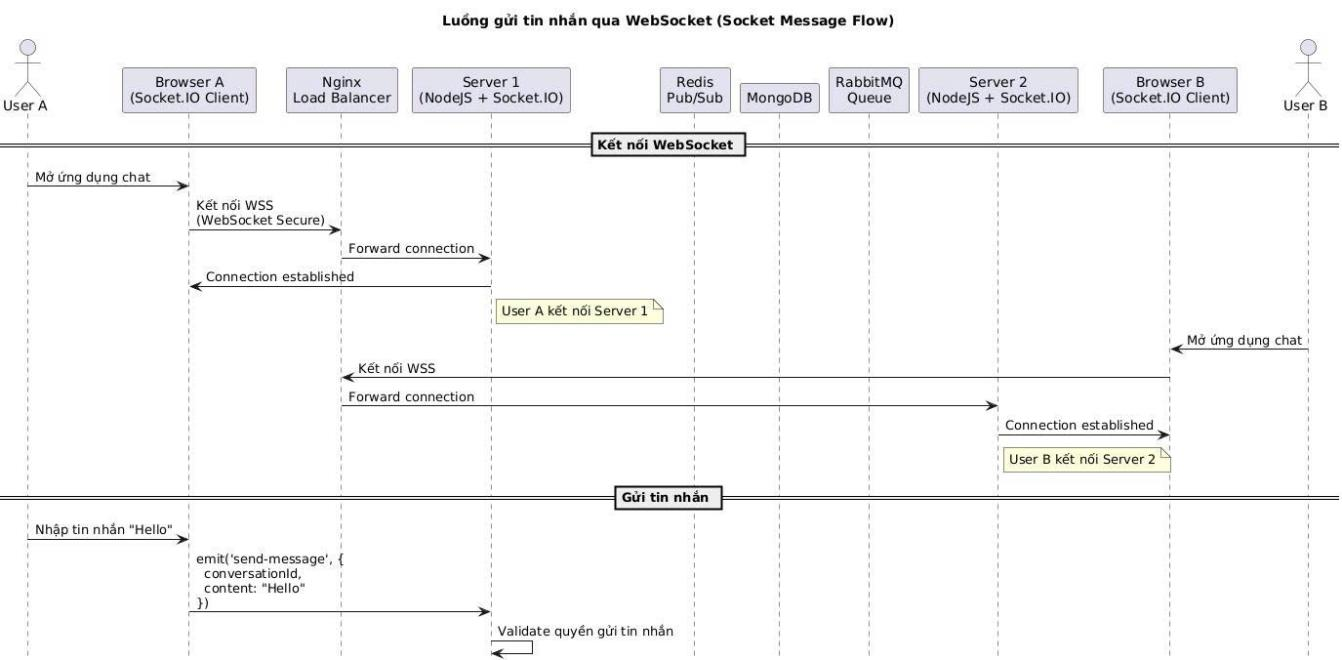 Luồng gửi tin nhắn qua WebSocket (Socket Message Flow)
User A
Browser A
(Socket.IO Client)
Nginx
Load Balancer
Server 1
(NodeJS + Socket.IO)
Redis
Pub/Sub
MongoDB
RabbitMQ
Queue
Server 2
(NodeJS + Socket.IO)
Browser B
(Socket.IO Client)
User B
Kết nối WebSocket
Mở ứng dụng chat
Kết nối WSS
(WebSocket Secure)
Forward connection
Connection established
User A kết nối Server 1
Mở ứng dụng chat
Kết nối WSS
Forward connection
Connection established
User B kết nối Server 2
Gửi tin nhắn
Nhập tin nhắn "Hello"
emit('send-message', {
conversationId,
content: "Hello"
})
Validate quyền gửi tin nhắn